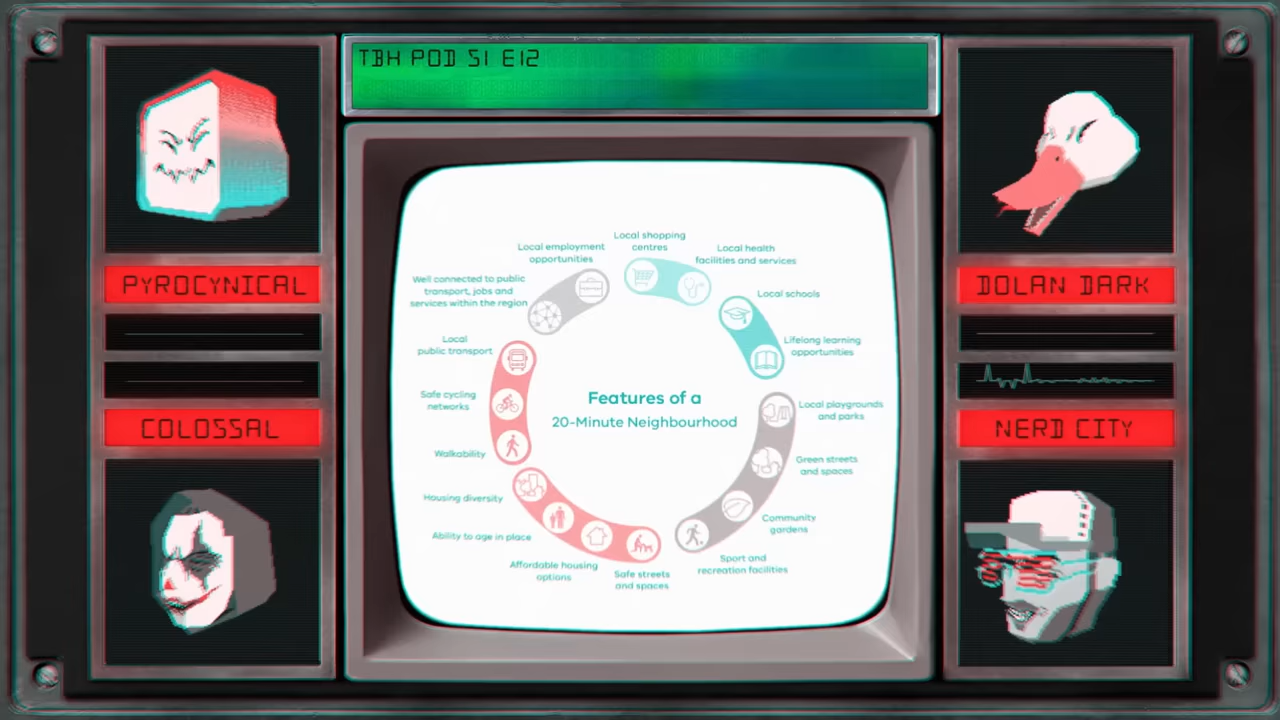 TBH POD S1 E12
PYROCYNICAL
COLOSSAL
DOLAN DARK
NERD CITY
Features of a
20-Minute Neighbourhood
Local shopping
centres
Local health
facilities and services
Local schools
Lifelong learning
opportunities
Local playgrounds
and parks
Green streets
and spaces
Community
gardens
Sport and
recreation facilities
Safe streets
and spaces
Affordable housing
options
Ability to age in place
Housing diversity
Walkability
Safe cycling
networks
Local
public transport
Well connected to public
transport, jobs and
services within the region
Local employment
opportunities